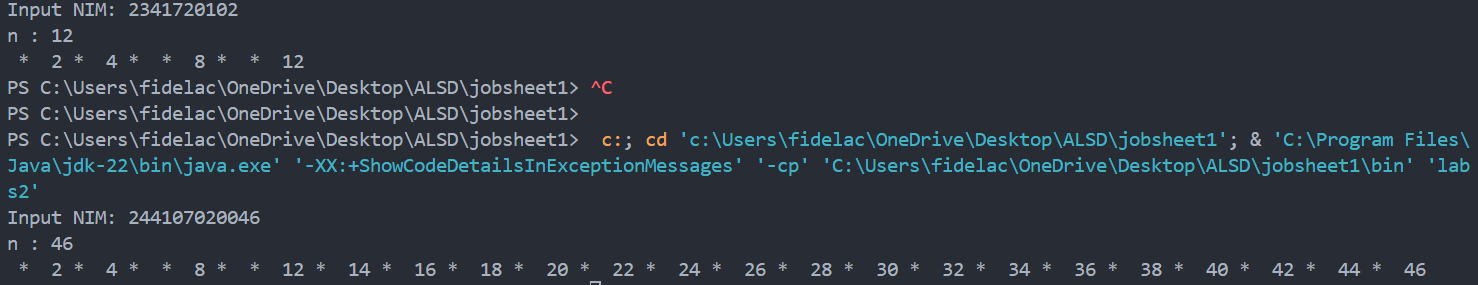 Input NIM: 2341720102
n : 12
 *  2 *  4 *  *  8 *  *  12
PS C:\Users\fidelac\OneDrive\Desktop\ALSD\jobsheet1> ^C
PS C:\Users\fidelac\OneDrive\Desktop\ALSD\jobsheet1>
PS C:\Users\fidelac\OneDrive\Desktop\ALSD\jobsheet1>  c:; cd 'c:\Users\fidelac\OneDrive\Desktop\ALSD\jobsheet1'; & 'C:\Program Files\
Java\jdk-22\bin\java.exe' '-XX:+ShowCodeDetailsInExceptionMessages' '-cp' 'C:\Users\fidelac\OneDrive\Desktop\ALSD\jobsheet1\bin' 'lab
s2'
Input NIM: 244107020046
n : 46
 *  2 *  4 *  *  8 *  *  12 *  14 *  16 *  18 *  20 *  22 *  24 *  26 *  28 *  30 *  32 *  34 *  36 *  38 *  40 *  42 *  44 *  46